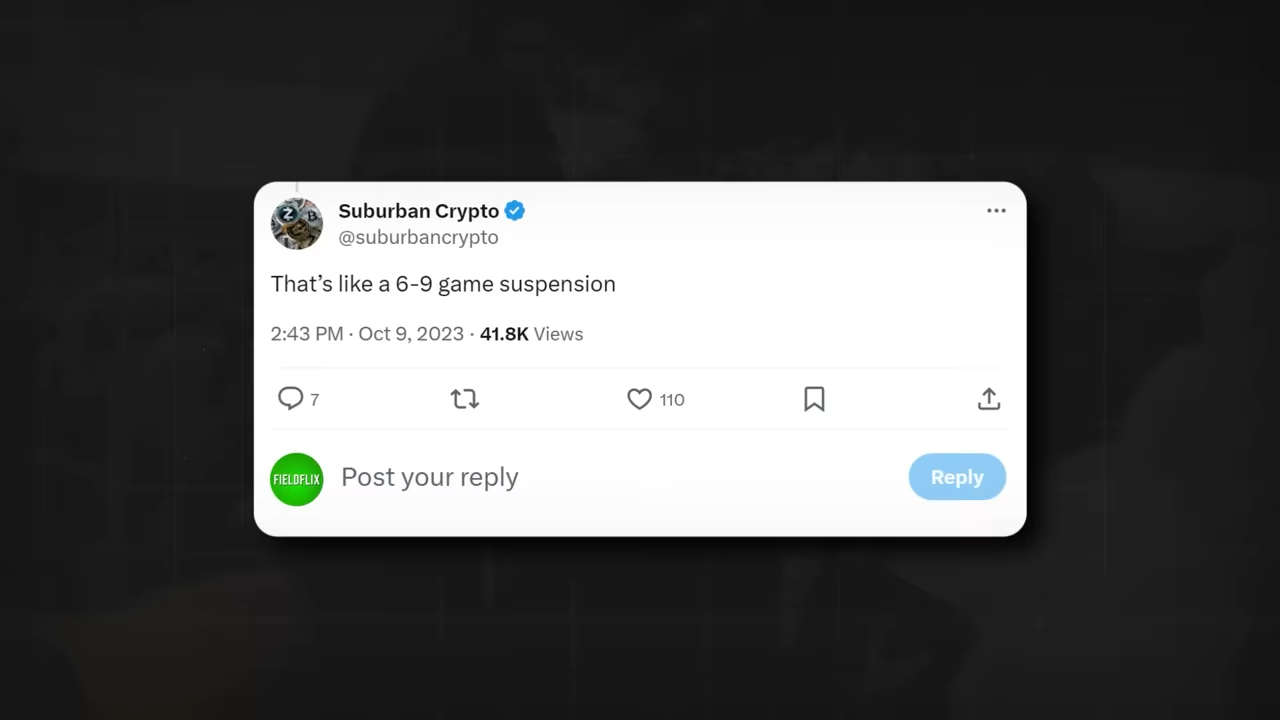 Suburban Crypto
@suburbancrypto
That’s like a 6-9 game suspension
2:43 PM · Oct 9, 2023 · 41.8K Views
7 110
FIELDFLIX Post your reply Reply